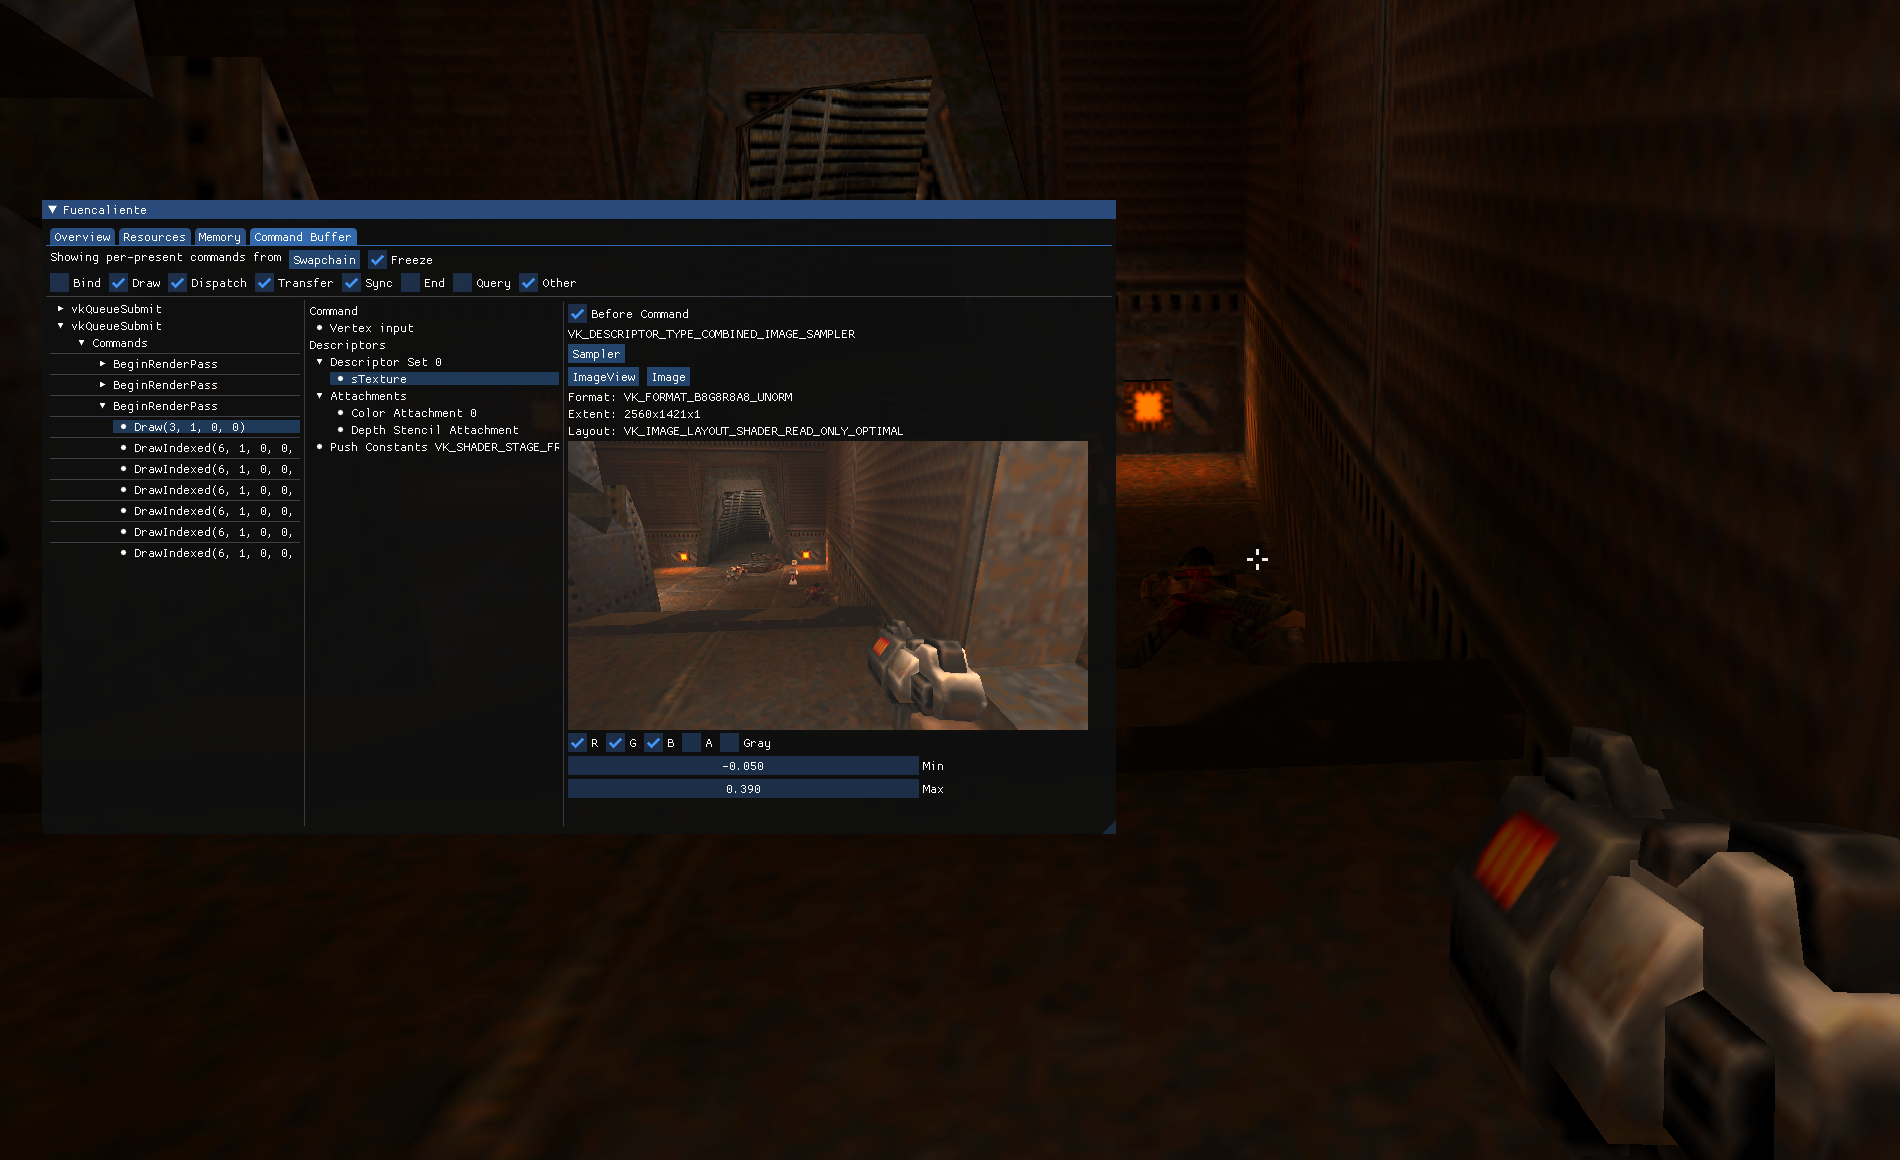 Fuencaliente
Overview Resources Memory Command Buffer
Showing per-present commands from Swapchain Freeze
Bind Draw Dispatch Transfer Sync End Query Other
vkQueueSubmit
vkQueueSubmit
Commands
BeginRenderPass
BeginRenderPass
BeginRenderPass
Draw(3, 1, 0, 0)
DrawIndexed(6, 1, 0, 0,
DrawIndexed(6, 1, 0, 0,
DrawIndexed(6, 1, 0, 0,
DrawIndexed(6, 1, 0, 0,
DrawIndexed(6, 1, 0, 0,
DrawIndexed(6, 1, 0, 0,
Command
Vertex input
Descriptors
Descriptor Set 0
sTexture
Attachments
Color Attachment 0
Depth Stencil Attachment
Push Constants VK_SHADER_STAGE_FR
Before Command
VK_DESCRIPTOR_TYPE_COMBINED_IMAGE_SAMPLER
Sampler
ImageView Image
Format: VK_FORMAT_B8G8R8A8_UNORM
Extent: 2560x1421x1
Layout: VK_IMAGE_LAYOUT_SHADER_READ_ONLY_OPTIMAL
R G B A Gray
-0.050 Min
0.390 Max